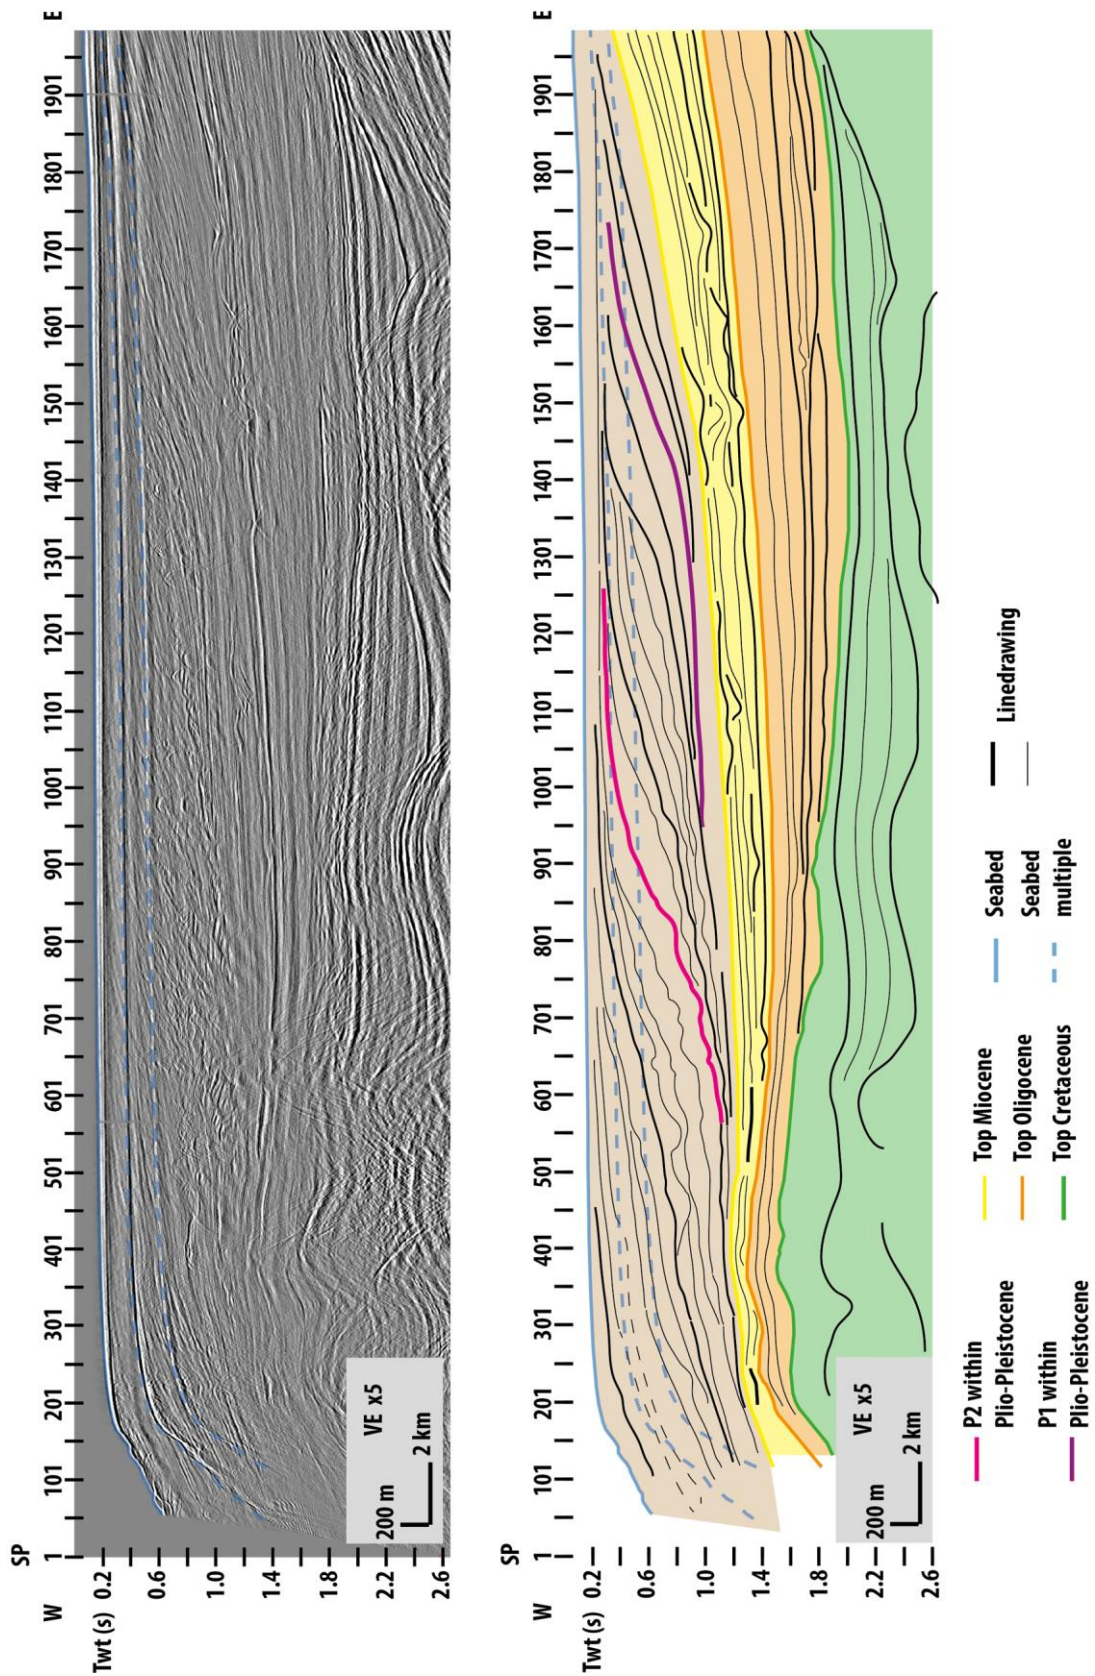 W
SP
E
1
101
201
301
401
501
601
701
801
901
1001
1101
1201
1301
1401
1501
1601
1701
1801
1901
Twt (s)
0.2
0.6
1.0
1.4
1.8
2.2
2.6
VE x5
200 m
2 km
W
SP
E
1
101
201
301
401
501
601
701
801
901
1001
1101
1201
1301
1401
1501
1601
1701
1801
1901
Twt (s)
0.2
0.6
1.0
1.4
1.8
2.2
2.6
VE x5
200 m
2 km
P2 within
Plio-Pleistocene
P1 within
Plio-Pleistocene
Top Miocene
Top Oligocene
Top Cretaceous
Seabed
Seabed
multiple
Linedrawing